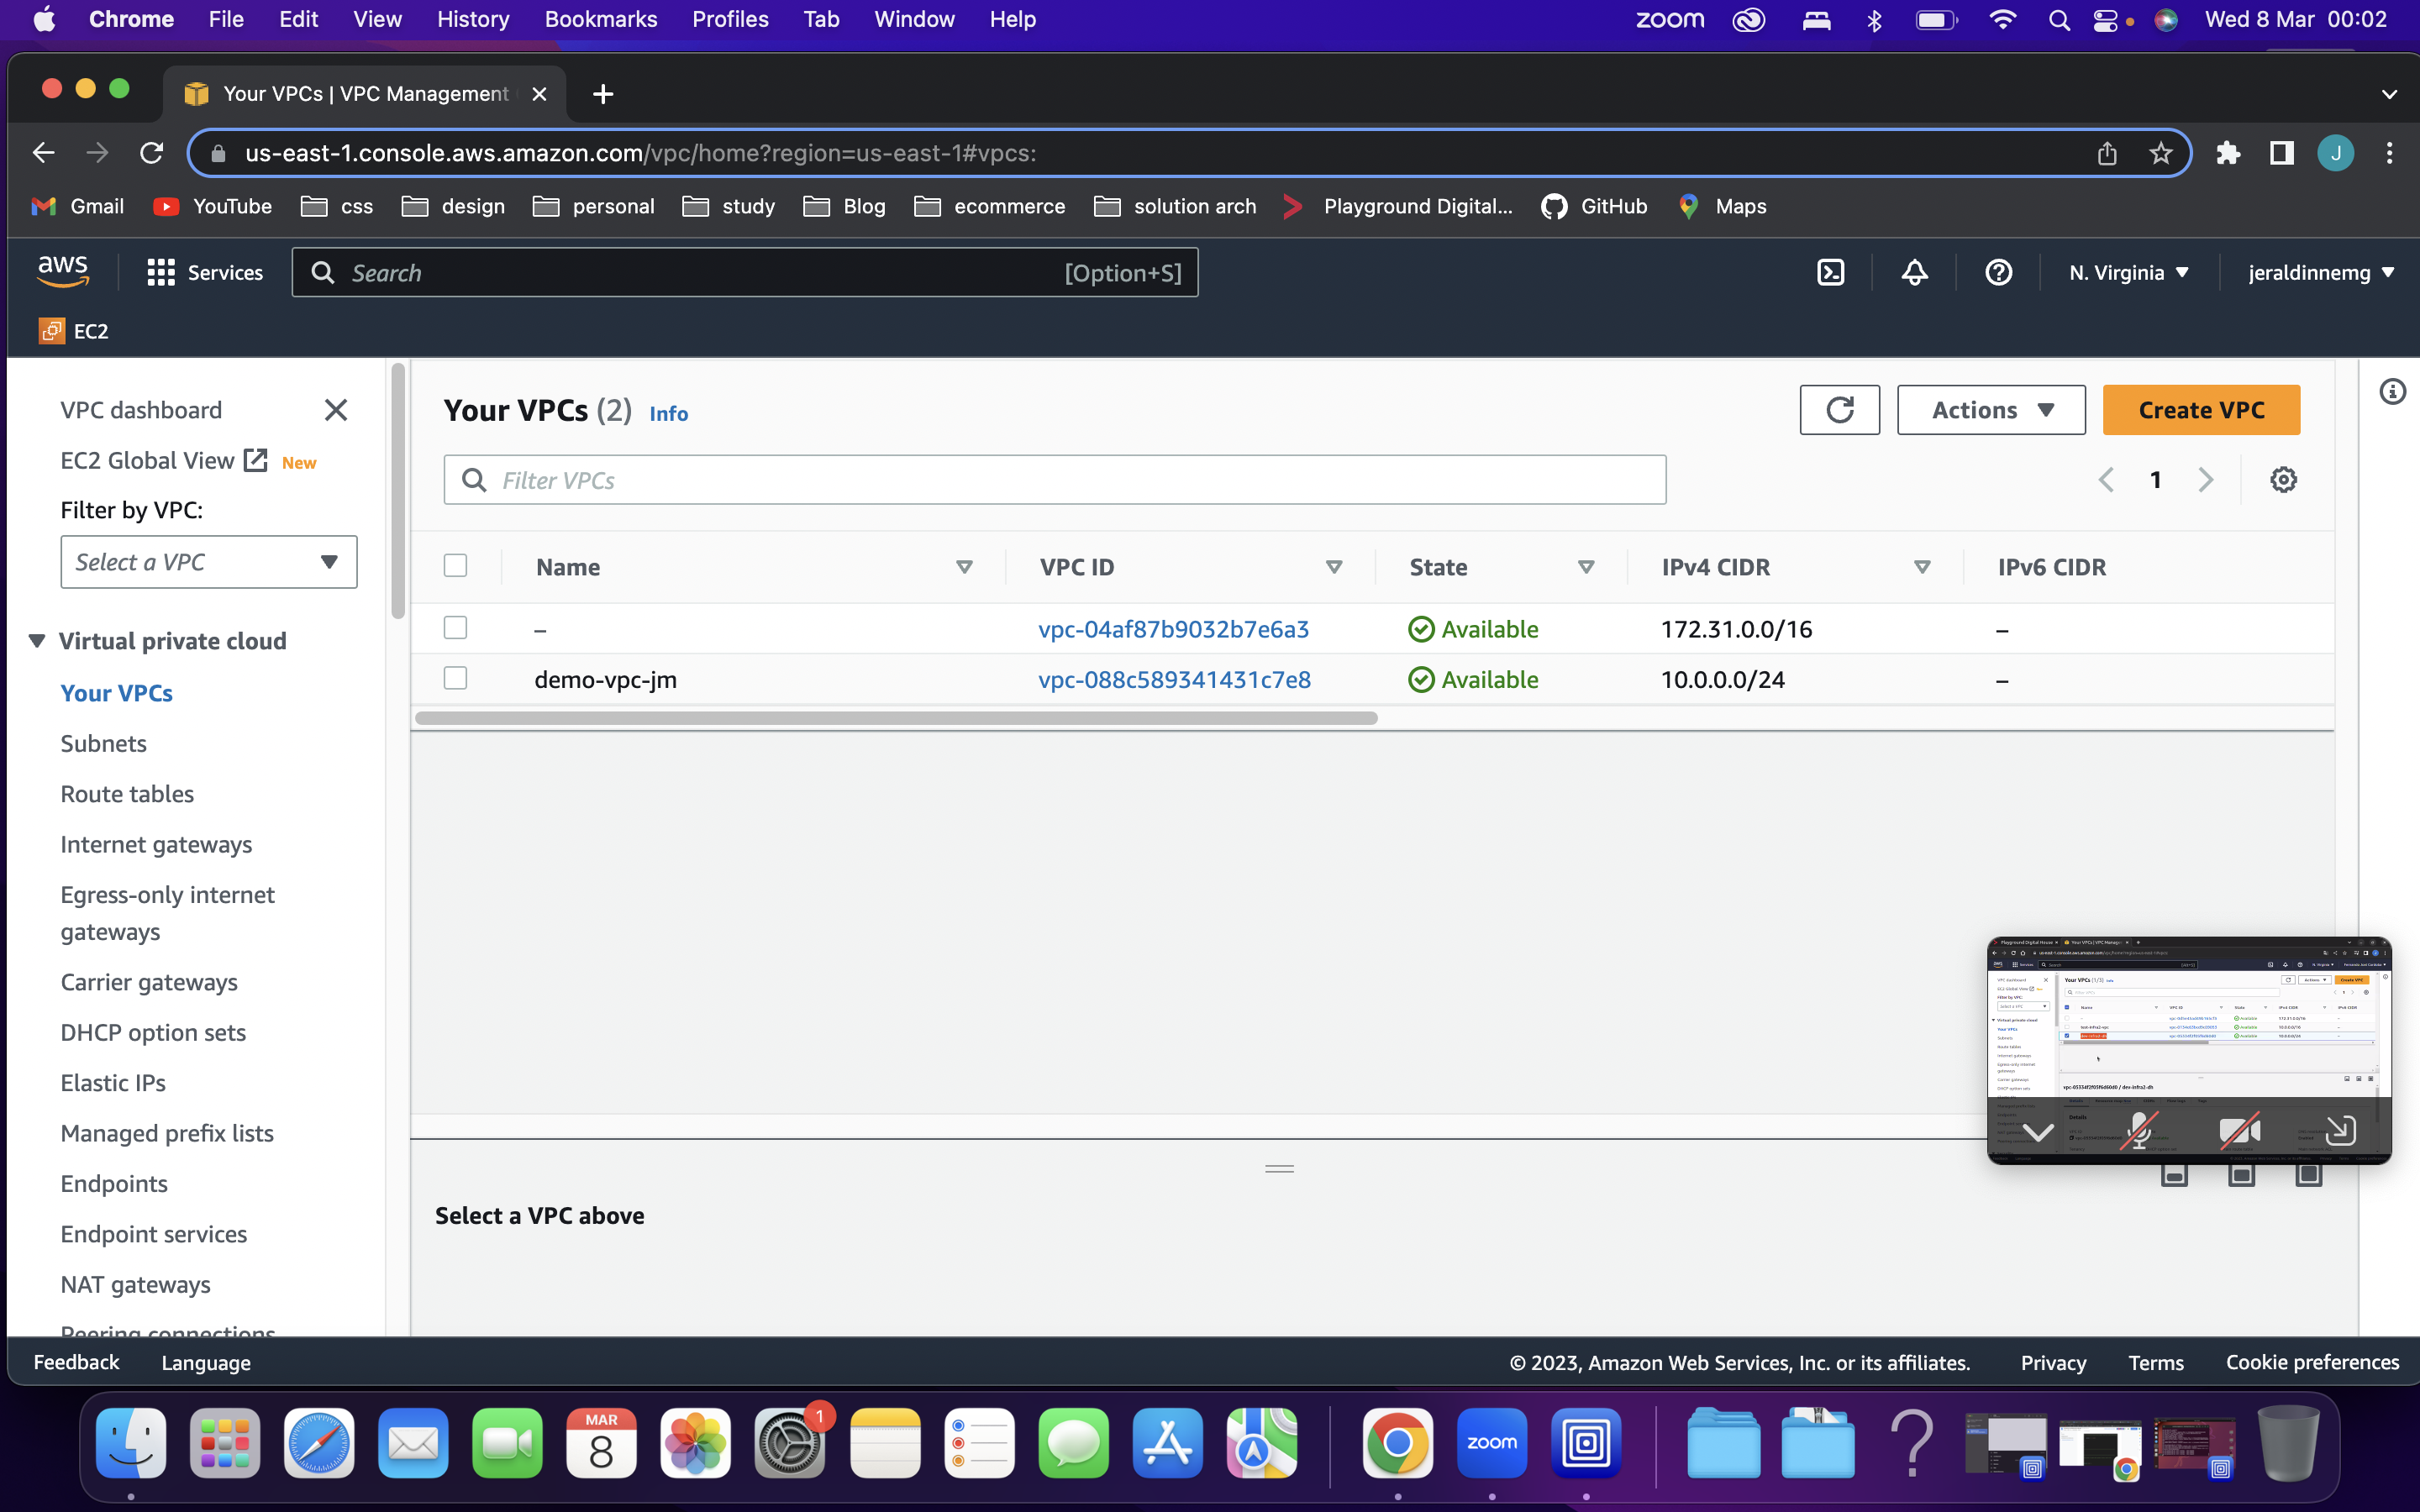 Chrome File Edit View History Bookmarks Profiles Tab Window Help zoom Wed 8 Mar 00:02
Your VPCs | VPC Management
us-east-1.console.aws.amazon.com/vpc/home?region=us-east-1#vpcs:
J
Gmail YouTube css design personal study Blog ecommerce solution arch Playground Digital... GitHub Maps
aws Services Search [Option+S] N. Virginia jeraldinnemg
EC2
VPC dashboard
EC2 Global View New
Filter by VPC:
Select a VPC
Virtual private cloud
Your VPCs
Subnets
Route tables
Internet gateways
Egress-only internet
gateways
Carrier gateways
DHCP option sets
Elastic IPs
Managed prefix lists
Endpoints
Endpoint services
NAT gateways
Peering connections
Your VPCs (2) Info
Actions
Create VPC
Filter VPCs
1
Name VPC ID State IPv4 CIDR IPv6 CIDR
– vpc-04af87b9032b7e6a3 Available 172.31.0.0/16 –
demo-vpc-jm vpc-088c589341431c7e8 Available 10.0.0.0/24 –
Select a VPC above
Feedback Language © 2023, Amazon Web Services, Inc. or its affiliates. Privacy Terms Cookie preferences
MAR
8
1
zoom